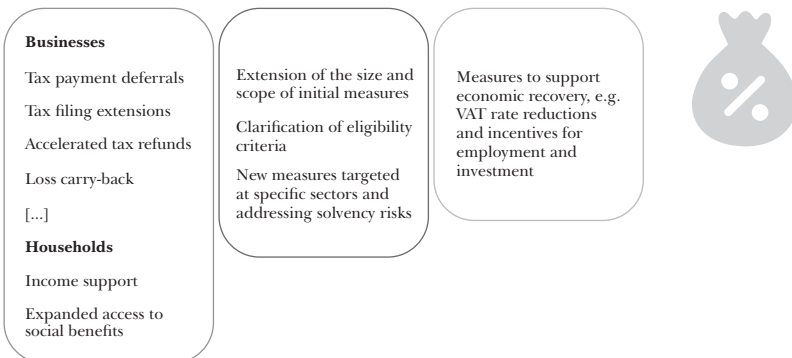 Businesses
Tax payment deferrals
Tax filing extensions
Accelerated tax refunds
Loss carry-back
[...]
Households
Income support
Expanded access to
social benefits
Extension of the size and
scope of initial measures
Clarification of eligibility
criteria
New measures targeted
at specific sectors and
addressing solvency risks
Measures to support
economic recovery, e.g.
VAT rate reductions
and incentives for
employment and
investment
%